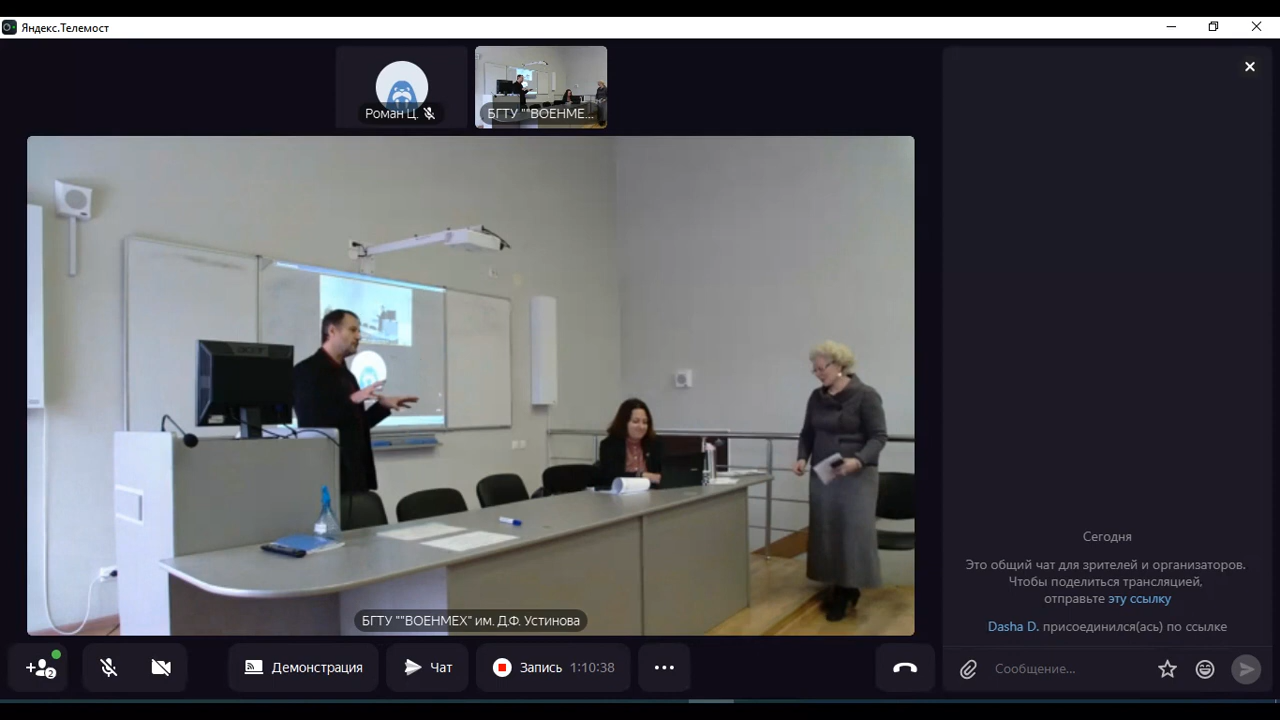 Яндекс.Телемост
Роман Ц.
БГТУ ""ВОЕНМЕ...
acer
БГТУ ""ВОЕНМЕХ" им. Д.Ф. Устинова
Сегодня
Это общий чат для зрителей и организаторов.
Чтобы поделиться трансляцией,
отправьте эту ссылку
Dasha D. присоединился(ась) по ссылке
2
Демонстрация
Чат
Запись 1:10:38
Сообщение...